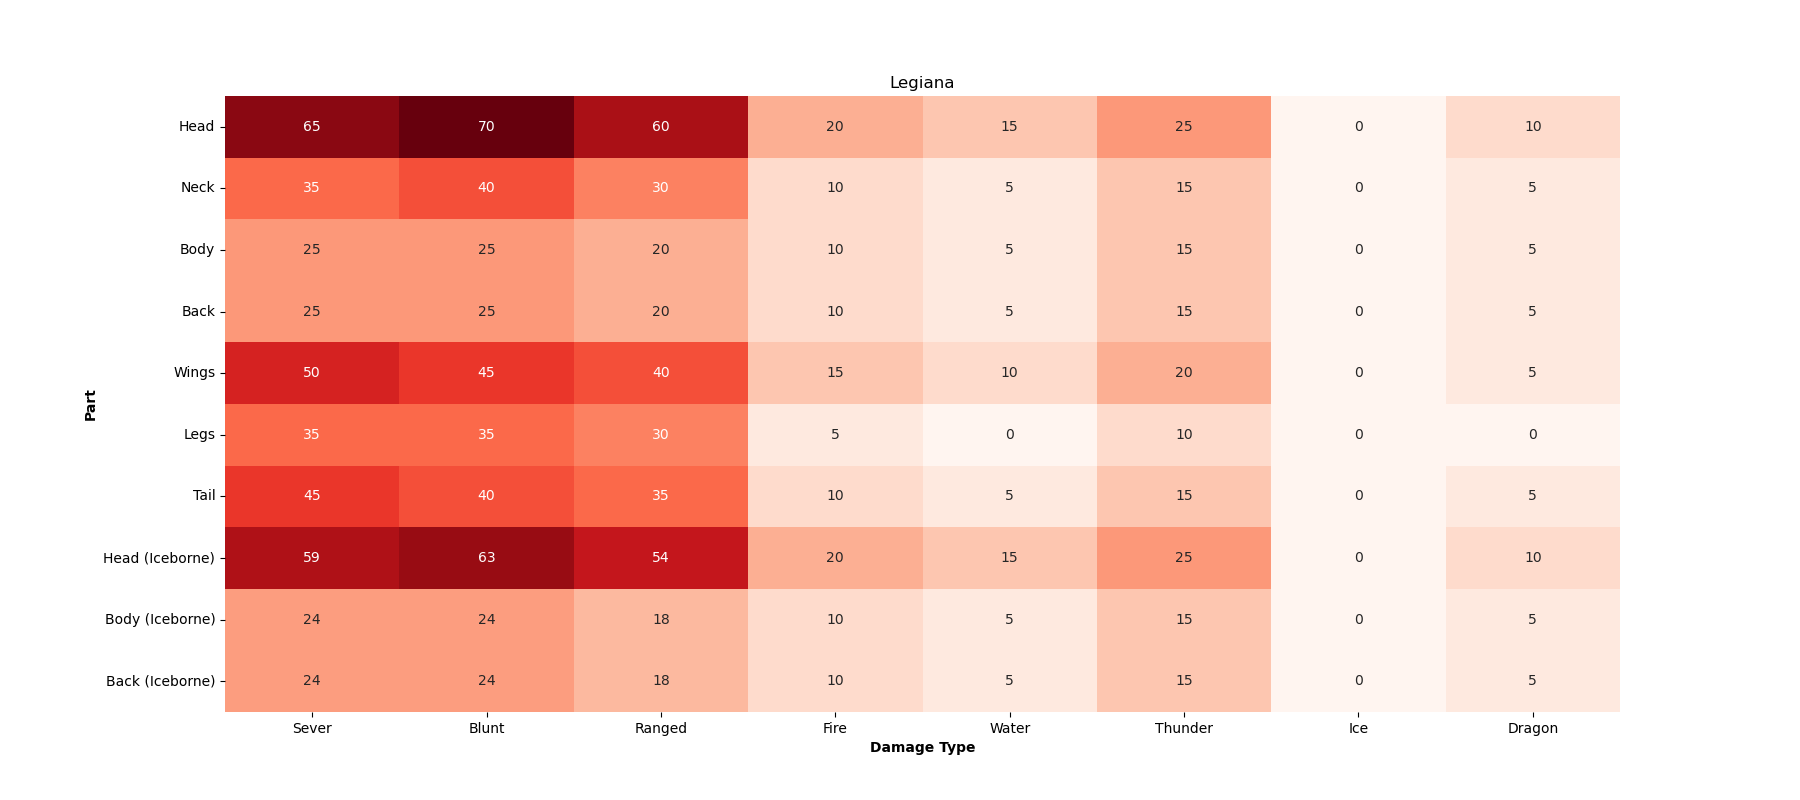 Legiana
Head 65 70 60 20 15 25 0 10
Neck 35 40 30 10 5 15 0 5
Body 25 25 20 10 5 15 0 5
Back 25 25 20 10 5 15 0 5
Wings 50 45 40 15 10 20 0 5
Part
Legs 35 35 30 5 0 10 0 0
Tail 45 40 35 10 5 15 0 5
Head (Iceborne) 59 63 54 20 15 25 0 10
Body (Iceborne) 24 24 18 10 5 15 0 5
Back (Iceborne) 24 24 18 10 5 15 0 5
Sever Blunt Ranged Fire Water Thunder Ice Dragon
Damage Type